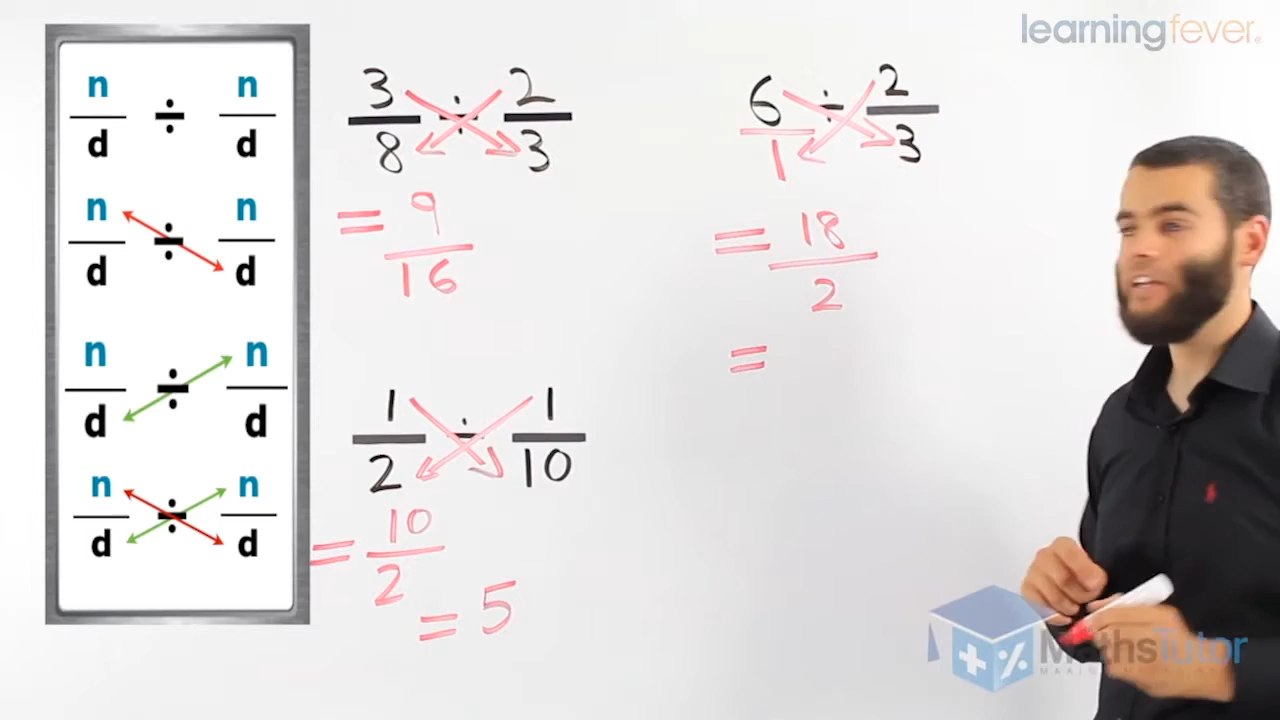 learningfever.
n ÷ n
d d
n ÷ n
d d
n ÷ n
d d
n ÷ n
d d
3 ÷ 2
8 3
= 9
16
1 ÷ 1
2 10
= 10
2
= 5
6 ÷ 2
1 3
= 18
2
=
MathsTutor